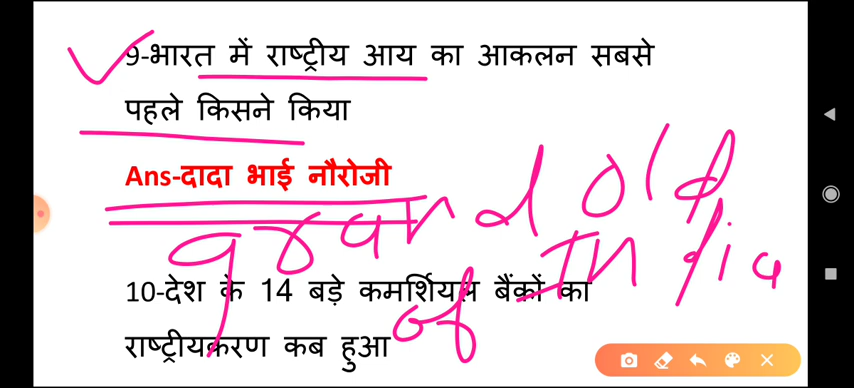 9-भारत में राष्ट्रीय आय का आकलन सबसे
पहले किसने किया
Ans-दादा भाई नौरोजी
grand old
of India
10-देश के 14 बड़े कमर्शियल बैंकों का
राष्ट्रीयकरण कब हुआ